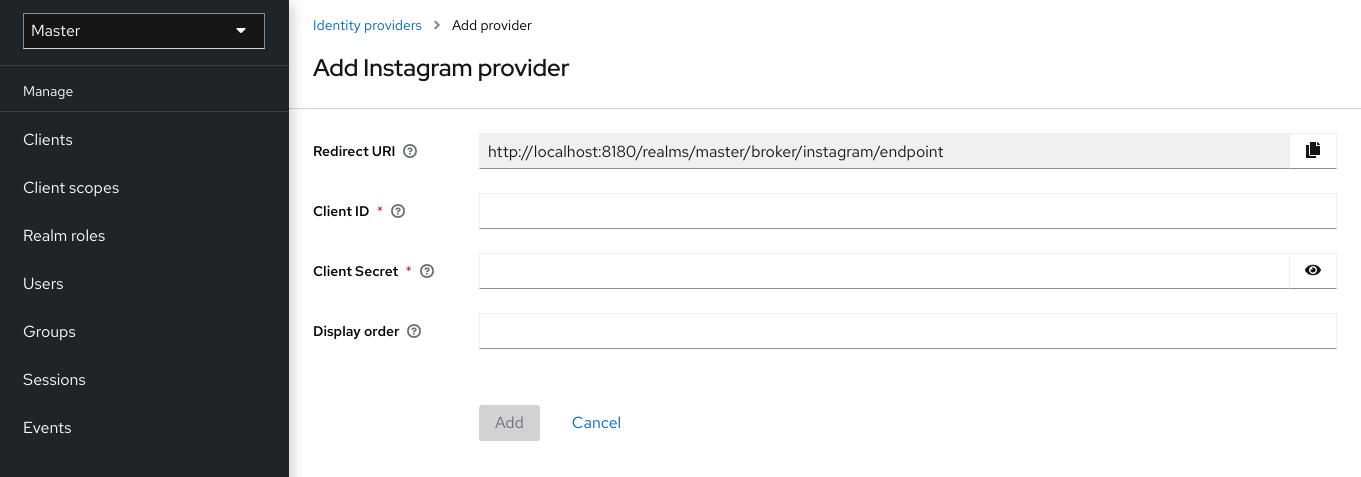 Master
Manage
Clients
Client scopes
Realm roles
Users
Groups
Sessions
Events
Identity providers > Add provider
Add Instagram provider
Redirect URI
http://localhost:8180/realms/master/broker/instagram/endpoint
Client ID *
Client Secret *
Display order
Add Cancel